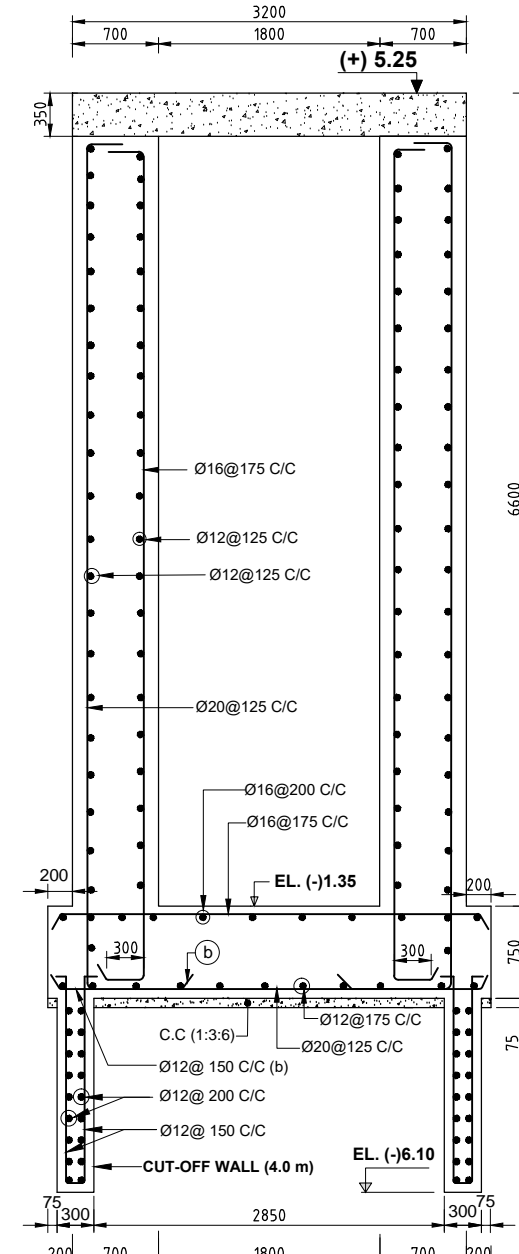 3200
700 1800 700
(+) 5.25
350
6600
Ø16@175 C/C
Ø12@125 C/C
Ø12@125 C/C
Ø20@125 C/C
Ø16@200 C/C
Ø16@175 C/C
200
EL. (-)1.35
200
300
b
300
750
Ø12@175 C/C
C.C (1:3:6)
Ø20@125 C/C
75
Ø12@ 150 C/C (b)
Ø12@ 200 C/C
Ø12@ 150 C/C
EL. (-)6.10
CUT-OFF WALL (4.0 m)
75
75
300 2850 300
200 700 1800 700 200